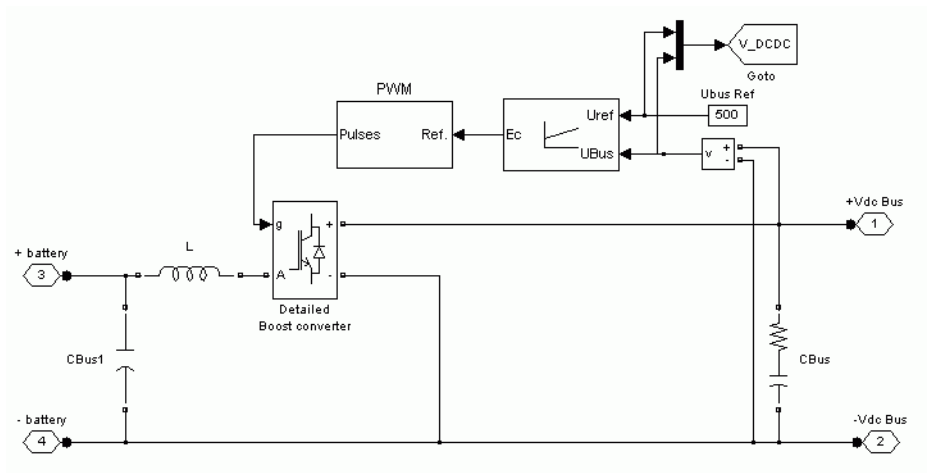 V_DCDC
Goto
Ubus Ref
500
PWM
Pulses
Ref.
Ec
Uref
UBus
v
+
-
+Vdc Bus
1
g
+
A
-
L
+ battery
3
Detailed
Boost converter
CBus1
CBus
- battery
4
-Vdc Bus
2